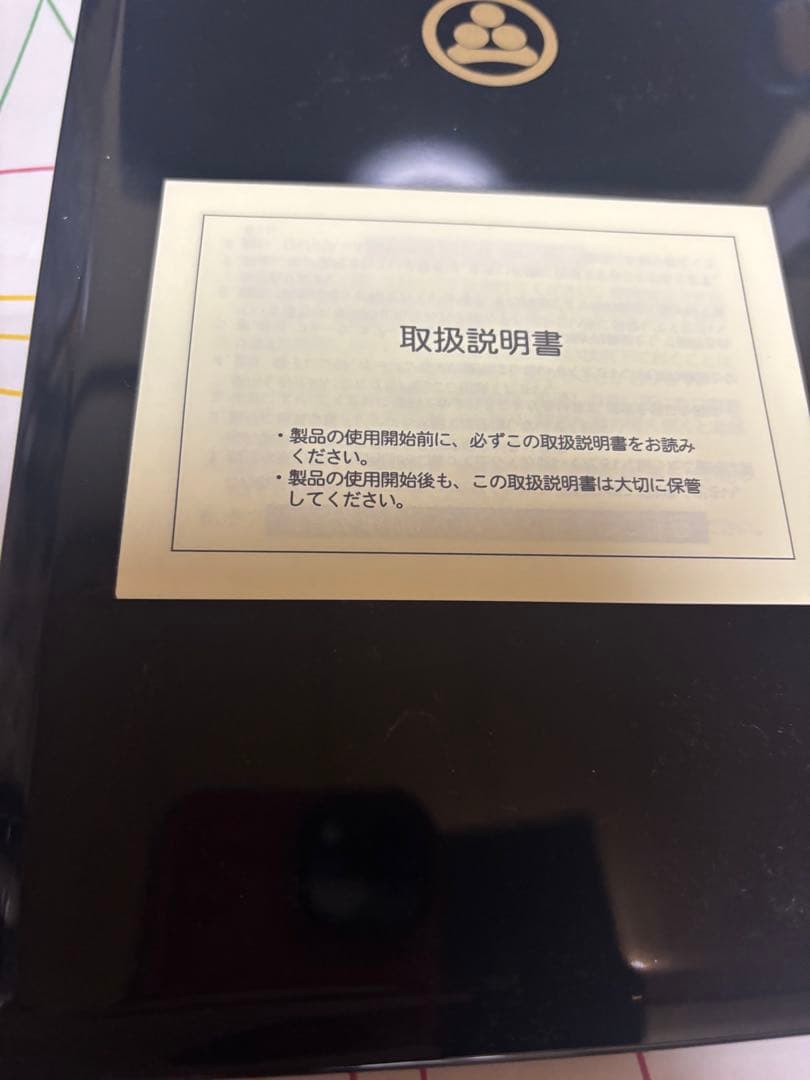 取扱説明書
・製品の使用開始前に、必ずこの取扱説明書をお読み
ください。
・製品の使用開始後も、この取扱説明書は大切に保管
してください。